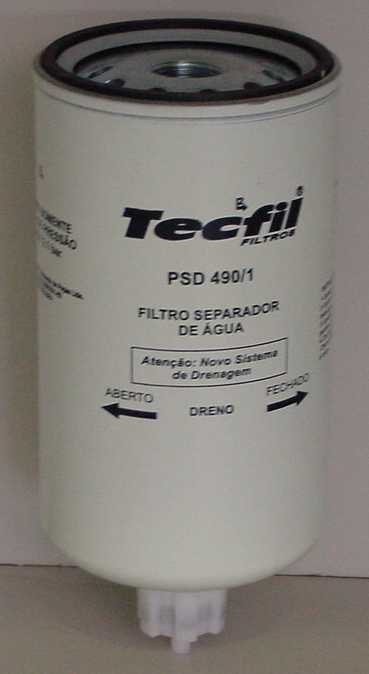 Tecfil®
FILTROS
PSD 490/1
FILTRO SEPARADOR
DE ÁGUA
Atenção: Novo Sistema
de Drenagem
ABERTO
DRENO
FECHADO